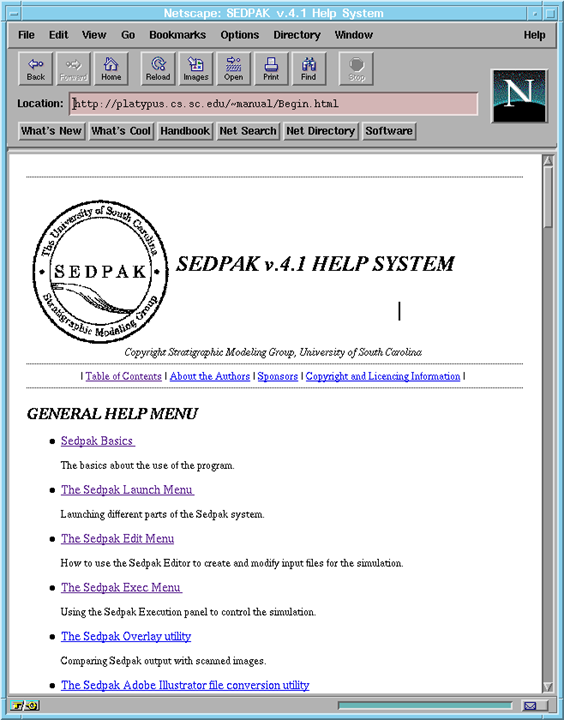 Netscape: SEDPAK v.4.1 Help System
File Edit View Go Bookmarks Options Directory Window Help
Back Forward Home Reload Images Open Print Find Stop
Location: http://platypus.cs.sc.edu/~manual/Begin.html
N
What's New What's Cool Handbook Net Search Net Directory Software
The University of South Carolina
SEDPAK
Stratigraphic Modeling Group
SEDPAK v.4.1 HELP SYSTEM
Copyright Stratigraphic Modeling Group, University of South Carolina
| Table of Contents | About the Authors | Sponsors | Copyright and Licencing Information |
GENERAL HELP MENU
Sedpak Basics
The basics about the use of the program.
The Sedpak Launch Menu
Launching different parts of the Sedpak system.
The Sedpak Edit Menu
How to use the Sedpak Editor to create and modify input files for the simulation.
The Sedpak Exec Menu
Using the Sedpak Execution panel to control the simulation.
The Sedpak Overlay utility
Comparing Sedpak output with scanned images.
The Sedpak Adobe Illustrator file conversion utility